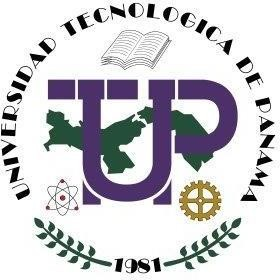 UNIVERSIDAD TECNOLOGICA DE PANAMA
UTP
1981